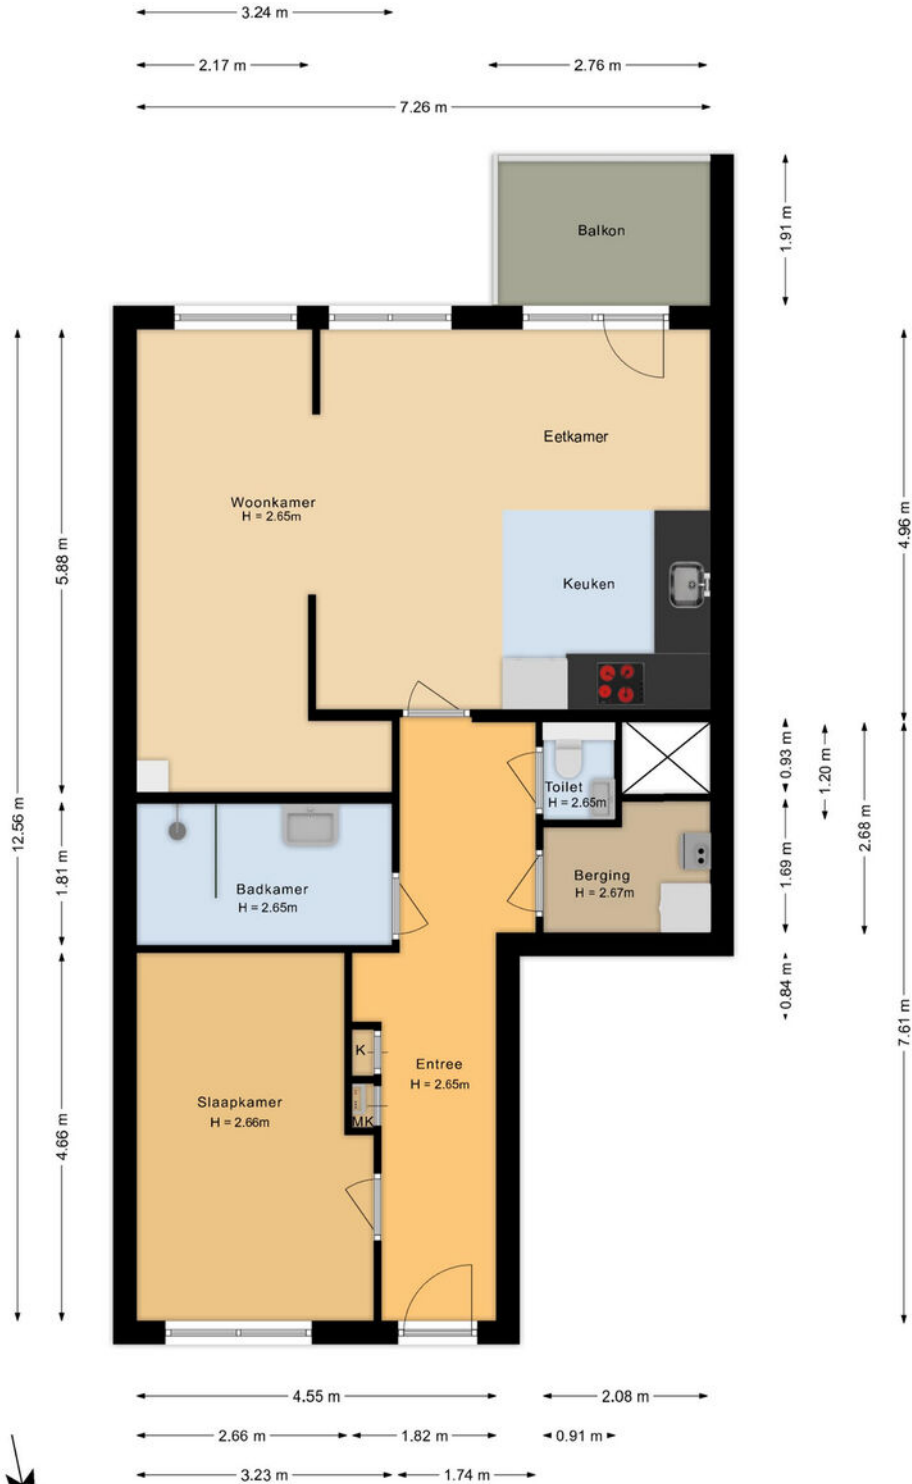 3.24 m
2.17 m
2.76 m
7.26 m
Balkon
1.91 m
Eetkamer
Woonkamer
H = 2.65m
4.96 m
5.88 m
Keuken
0.93 m
1.20 m
Toilet
H = 2.65m
12.56 m
2.68 m
1.81 m
1.69 m
Badkamer
H = 2.65m
Berging
H = 2.67m
0.84 m
7.61 m
K
Entree
H = 2.65m
Slaapkamer
H = 2.66m
MK
4.66 m
4.55 m
2.08 m
2.66 m
1.82 m
0.91 m
3.23 m
1.74 m